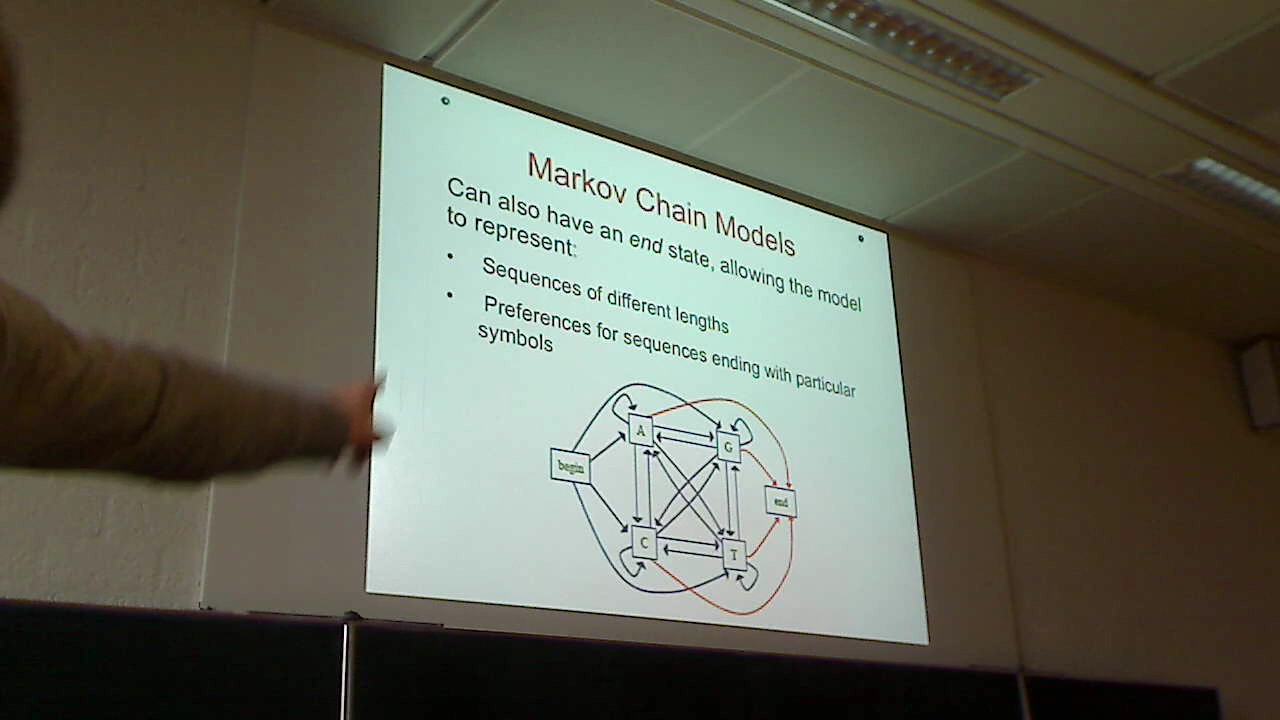 Markov Chain Models
Can also have an end state, allowing the model
to represent:
• Sequences of different lengths
• Preferences for sequences ending with particular
symbols
A
G
begin
end
C
T